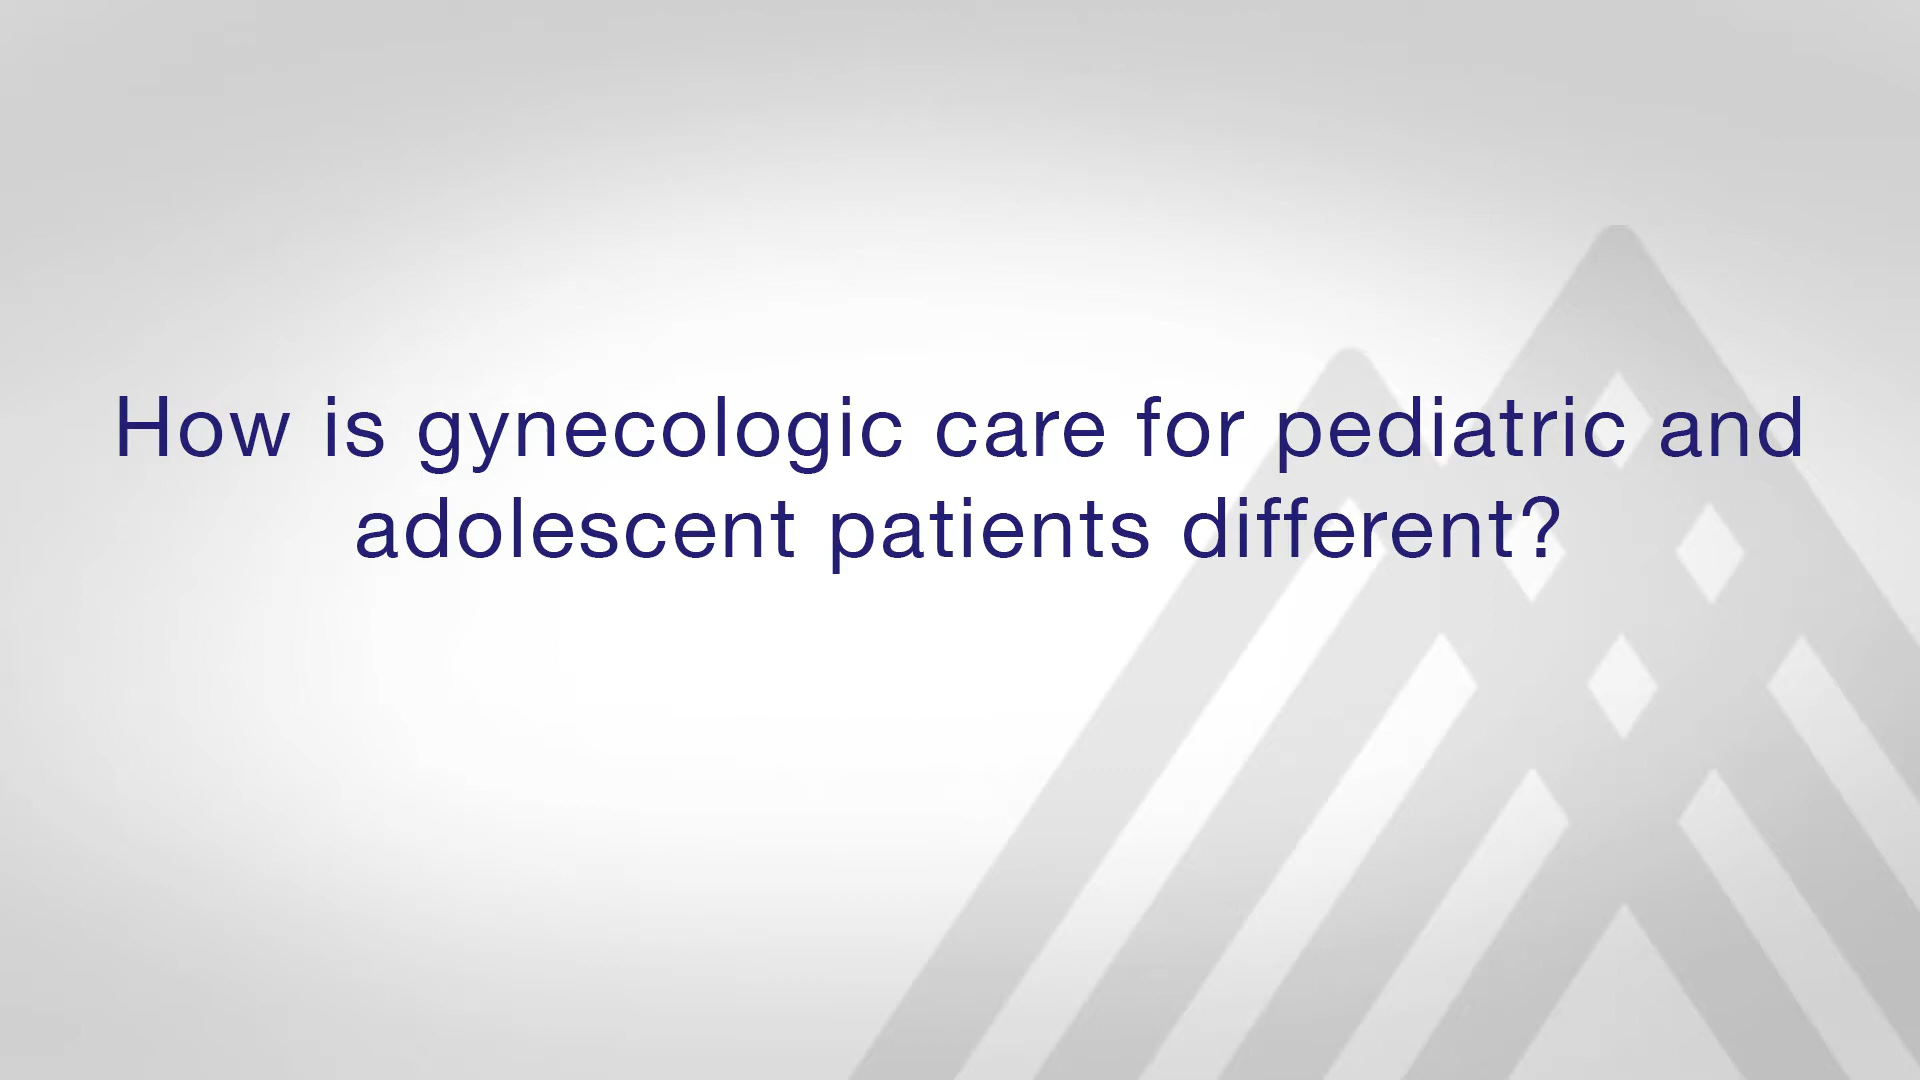 How is gynecologic care for pediatric and
adolescent patients different?